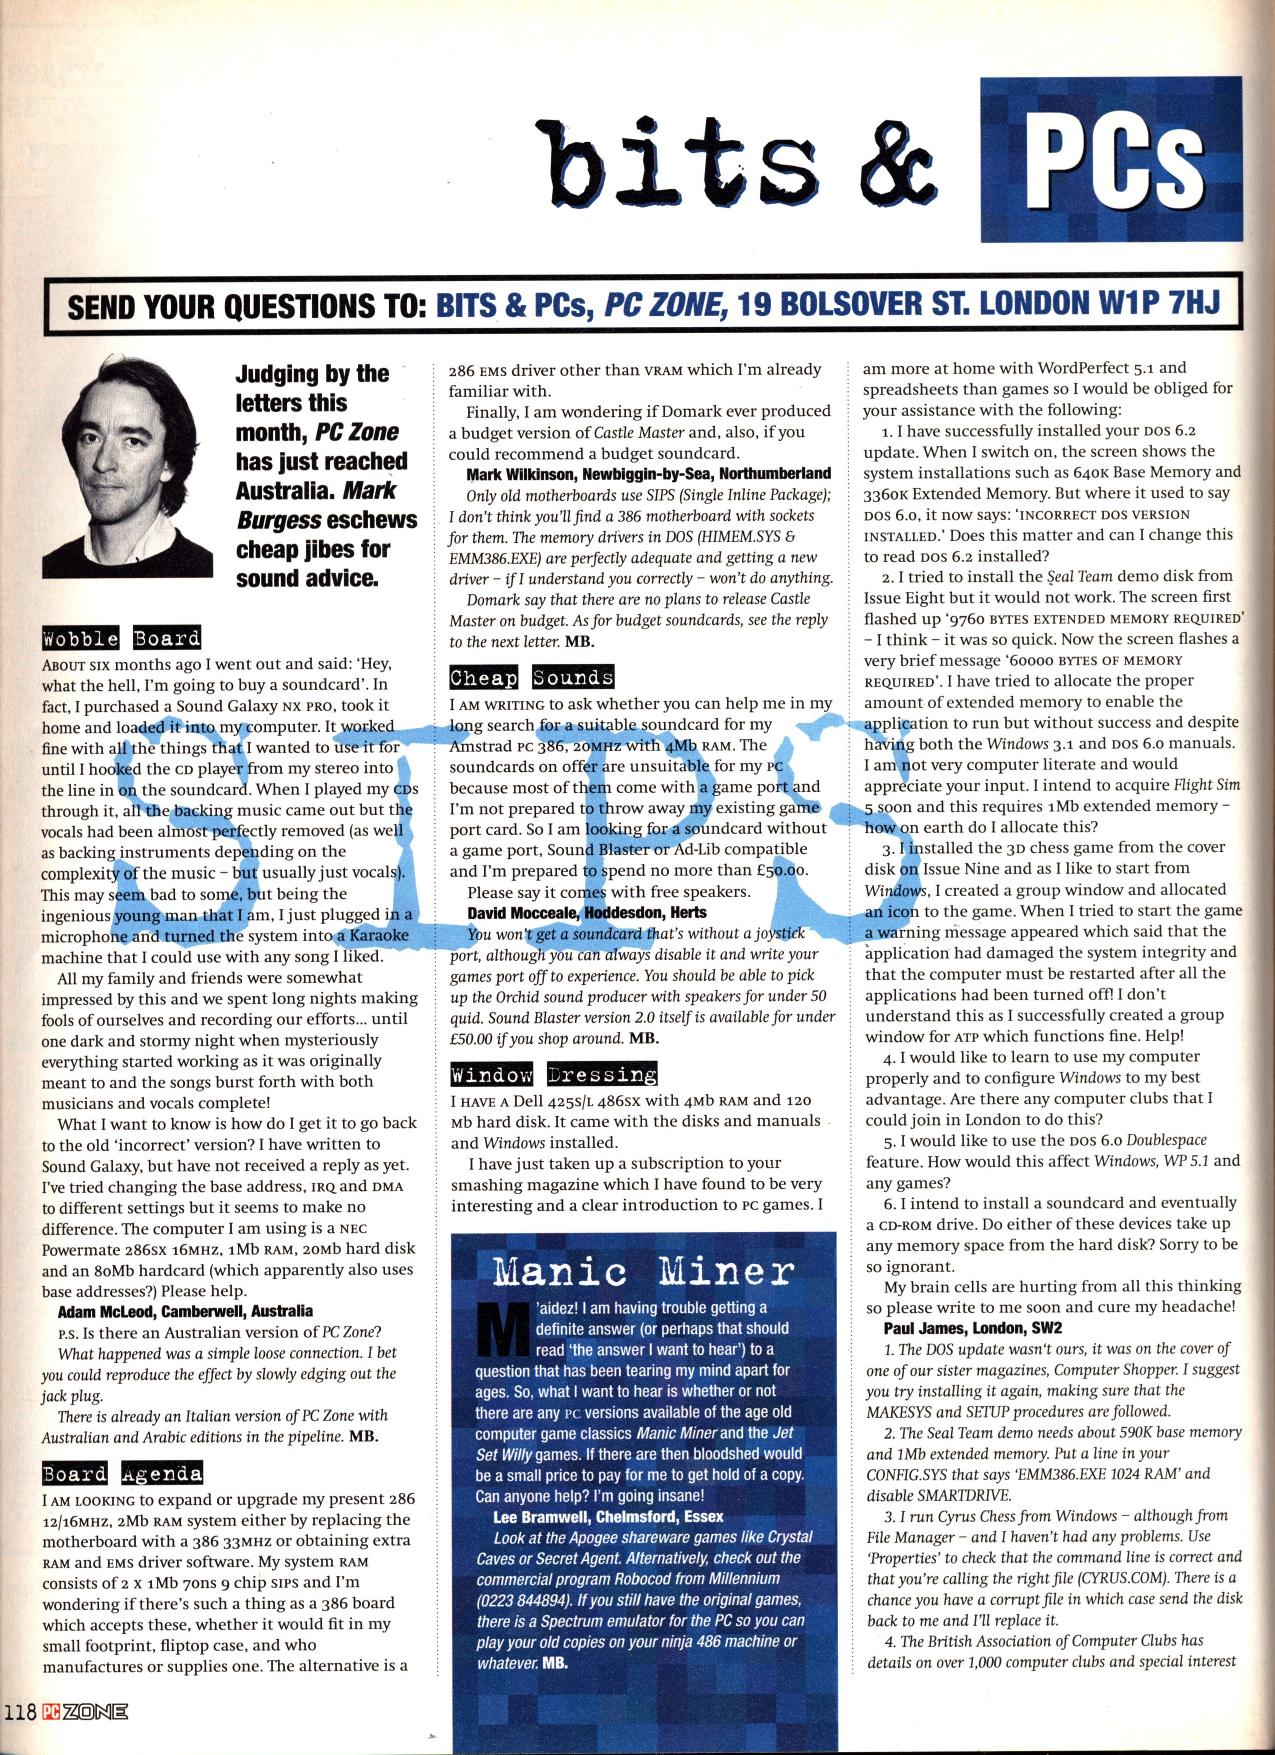 bits & PCs
SEND YOUR QUESTIONS TO: BITS & PCs, PC ZONE, 19 BOLSOVER ST. LONDON W1P 7HJ
Judging by the
letters this
month, PC Zone
has just reached
Australia. Mark
Burgess eschews
cheap jibes for
sound advice.
Wobble Board
ABOUT SIX months ago I went out and said: 'Hey,
what the hell, I'm going to buy a soundcard'. In
fact, I purchased a Sound Galaxy NX PRO, took it
home and loaded it into my computer. It worked
fine with all the things that I wanted to use it for
until I hooked the CD player from my stereo into
the line in on the soundcard. When I played my CDs
through it, all the backing music came out but the
vocals had been almost perfectly removed (as well
as backing instruments depending on the
complexity of the music – but usually just vocals).
This may seem bad to some, but being the
ingenious young man that I am, I just plugged in a
microphone and turned the system into a Karaoke
machine that I could use with any song I liked.
All my family and friends were somewhat
impressed by this and we spent long nights making
fools of ourselves and recording our efforts... until
one dark and stormy night when mysteriously
everything started working as it was originally
meant to and the songs burst forth with both
musicians and vocals complete!
What I want to know is how do I get it to go back
to the old 'incorrect' version? I have written to
Sound Galaxy, but have not received a reply as yet.
I've tried changing the base address, IRQ and DMA
to different settings but it seems to make no
difference. The computer I am using is a NEC
Powermate 286SX 16MHZ, 1Mb RAM, 20Mb hard disk
and an 80Mb hardcard (which apparently also uses
base addresses?) Please help.
Adam McLeod, Camberwell, Australia
P.S. Is there an Australian version of PC Zone?
What happened was a simple loose connection. I bet
you could reproduce the effect by slowly edging out the
jack plug.
There is already an Italian version of PC Zone with
Australian and Arabic editions in the pipeline. MB.
Board Agenda
I AM LOOKING to expand or upgrade my present 286
12/16MHZ, 2Mb RAM system either by replacing the
motherboard with a 386 33MHZ or obtaining extra
RAM and EMS driver software. My system RAM
consists of 2 X 1Mb 70ns 9 chip SIPS and I'm
wondering if there's such a thing as a 386 board
which accepts these, whether it would fit in my
small footprint, fliptop case, and who
manufactures or supplies one. The alternative is a
286 EMS driver other than VRAM which I'm already
familiar with.
Finally, I am wondering if Domark ever produced
a budget version of Castle Master and, also, if you
could recommend a budget soundcard.
Mark Wilkinson, Newbiggin-by-Sea, Northumberland
Only old motherboards use SIPS (Single Inline Package);
I don't think you'll find a 386 motherboard with sockets
for them. The memory drivers in DOS (HIMEM.SYS &
EMM386.EXE) are perfectly adequate and getting a new
driver – if I understand you correctly – won't do anything.
Domark say that there are no plans to release Castle
Master on budget. As for budget soundcards, see the reply
to the next letter. MB.
Cheap Sounds
I AM WRITING to ask whether you can help me in my
long search for a suitable soundcard for my
Amstrad PC 386, 20MHZ with 4Mb RAM. The
soundcards on offer are unsuitable for my PC
because most of them come with a game port and
I'm not prepared to throw away my existing game
port card. So I am looking for a soundcard without
a game port, Sound Blaster or Ad-Lib compatible
and I'm prepared to spend no more than £50.00.
Please say it comes with free speakers.
David Mocceale, Hoddesdon, Herts
You won't get a soundcard that's without a joystick
port, although you can always disable it and write your
games port off to experience. You should be able to pick
up the Orchid sound producer with speakers for under 50
quid. Sound Blaster version 2.0 itself is available for under
£50.00 if you shop around. MB.
Window Dressing
I HAVE A Dell 425S/L 486SX with 4Mb RAM and 120
Mb hard disk. It came with the disks and manuals
and Windows installed.
I have just taken up a subscription to your
smashing magazine which I have found to be very
interesting and a clear introduction to PC games. I
Manic Miner
M'aidez! I am having trouble getting a
definite answer (or perhaps that should
read 'the answer I want to hear') to a
question that has been tearing my mind apart for
ages. So, what I want to hear is whether or not
there are any PC versions available of the age old
computer game classics Manic Miner and the Jet
Set Willy games. If there are then bloodshed would
be a small price to pay for me to get hold of a copy.
Can anyone help? I'm going insane!
Lee Bramwell, Chelmsford, Essex
Look at the Apogee shareware games like Crystal
Caves or Secret Agent. Alternatively, check out the
commercial program Robocod from Millennium
(0223 844894). If you still have the original games,
there is a Spectrum emulator for the PC so you can
play your old copies on your ninja 486 machine or
whatever. MB.
am more at home with WordPerfect 5.1 and
spreadsheets than games so I would be obliged for
your assistance with the following:
1. I have successfully installed your DOS 6.2
update. When I switch on, the screen shows the
system installations such as 640K Base Memory and
3360K Extended Memory. But where it used to say
DOS 6.0, it now says: 'INCORRECT DOS VERSION
INSTALLED.' Does this matter and can I change this
to read DOS 6.2 installed?
2. I tried to install the Seal Team demo disk from
Issue Eight but it would not work. The screen first
flashed up '9760 BYTES EXTENDED MEMORY REQUIRED'
– I think – it was so quick. Now the screen flashes a
very brief message '60000 BYTES OF MEMORY
REQUIRED'. I have tried to allocate the proper
amount of extended memory to enable the
application to run but without success and despite
having both the Windows 3.1 and DOS 6.0 manuals.
I am not very computer literate and would
appreciate your input. I intend to acquire Flight Sim
5 soon and this requires 1Mb extended memory –
how on earth do I allocate this?
3. I installed the 3D chess game from the cover
disk on Issue Nine and as I like to start from
Windows, I created a group window and allocated
an icon to the game. When I tried to start the game
a warning message appeared which said that the
application had damaged the system integrity and
that the computer must be restarted after all the
applications had been turned off! I don't
understand this as I successfully created a group
window for ATP which functions fine. Help!
4. I would like to learn to use my computer
properly and to configure Windows to my best
advantage. Are there any computer clubs that I
could join in London to do this?
5. I would like to use the DOS 6.0 Doublespace
feature. How would this affect Windows, WP 5.1 and
any games?
6. I intend to install a soundcard and eventually
a CD-ROM drive. Do either of these devices take up
any memory space from the hard disk? Sorry to be
so ignorant.
My brain cells are hurting from all this thinking
so please write to me soon and cure my headache!
Paul James, London, SW2
1. The DOS update wasn't ours, it was on the cover of
one of our sister magazines, Computer Shopper. I suggest
you try installing it again, making sure that the
MAKESYS and SETUP procedures are followed.
2. The Seal Team demo needs about 590K base memory
and 1Mb extended memory. Put a line in your
CONFIG.SYS that says 'EMM386.EXE 1024 RAM' and
disable SMARTDRIVE.
3. I run Cyrus Chess from Windows – although from
File Manager – and I haven't had any problems. Use
'Properties' to check that the command line is correct and
that you're calling the right file (CYRUS.COM). There is a
chance you have a corrupt file in which case send the disk
back to me and I'll replace it.
4. The British Association of Computer Clubs has
details on over 1,000 computer clubs and special interest
SIPS
118 PC ZONE